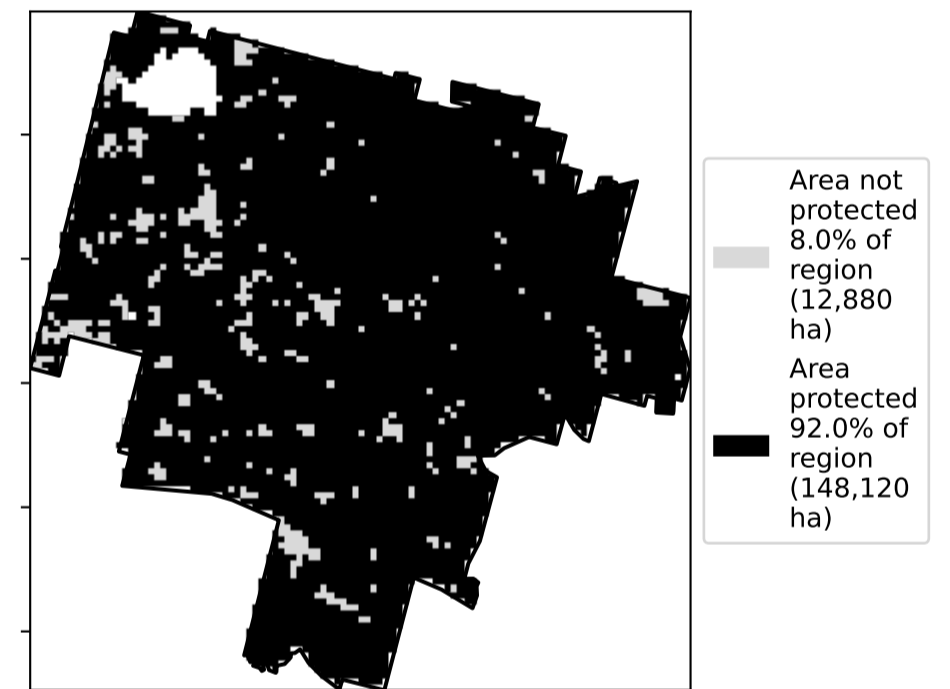 Area not
protected
8.0% of
region
(12,880
ha)
Area
protected
92.0% of
region
(148,120
ha)